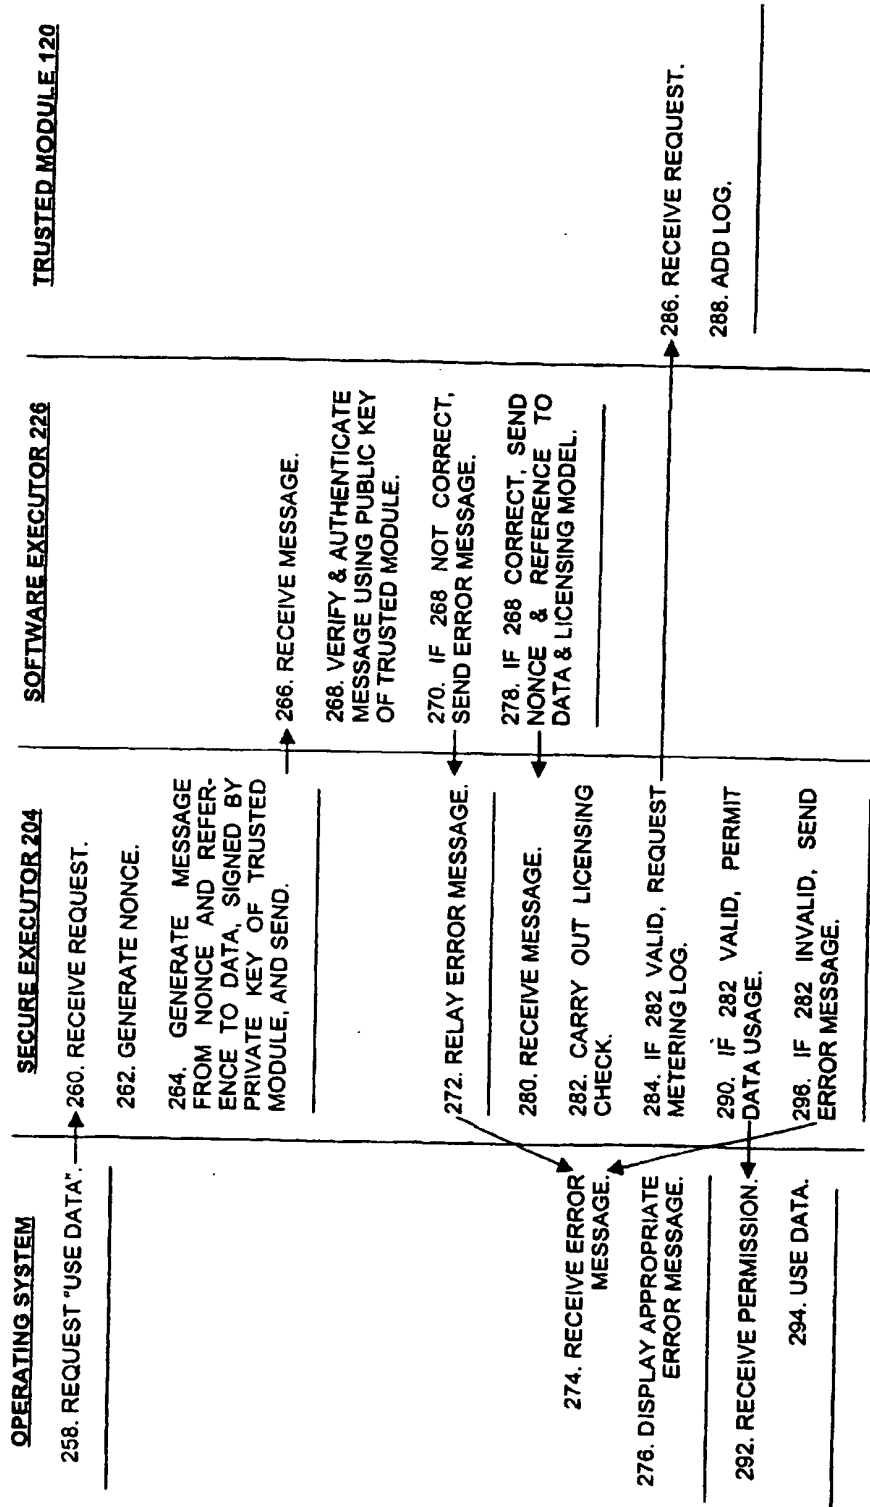 OPERATING SYSTEM
258. REQUEST "USE DATA".
274. RECEIVE ERROR
MESSAGE.
276. DISPLAY APPROPRIATE
ERROR MESSAGE.
292. RECEIVE PERMISSION.
294. USE DATA.
SECURE EXECUTOR 204
260. RECEIVE REQUEST.
262. GENERATE NONCE.
264. GENERATE MESSAGE
FROM NONCE AND REFER-
ENCE TO DATA, SIGNED BY
PRIVATE KEY OF TRUSTED
MODULE, AND SEND.
272. RELAY ERROR MESSAGE.
280. RECEIVE MESSAGE.
282. CARRY OUT LICENSING
CHECK.
284. IF 282 VALID, REQUEST
METERING LOG.
290. IF 282 VALID, PERMIT
DATA USAGE.
296. IF 282 INVALID, SEND
ERROR MESSAGE.
SOFTWARE EXECUTOR 226
266. RECEIVE MESSAGE.
268. VERIFY & AUTHENTICATE
MESSAGE USING PUBLIC KEY
OF TRUSTED MODULE.
270. IF 268 NOT CORRECT,
SEND ERROR MESSAGE.
278. IF 268 CORRECT, SEND
NONCE & REFERENCE TO
DATA & LICENSING MODEL.
TRUSTED MODULE 120
286. RECEIVE REQUEST.
288. ADD LOG.